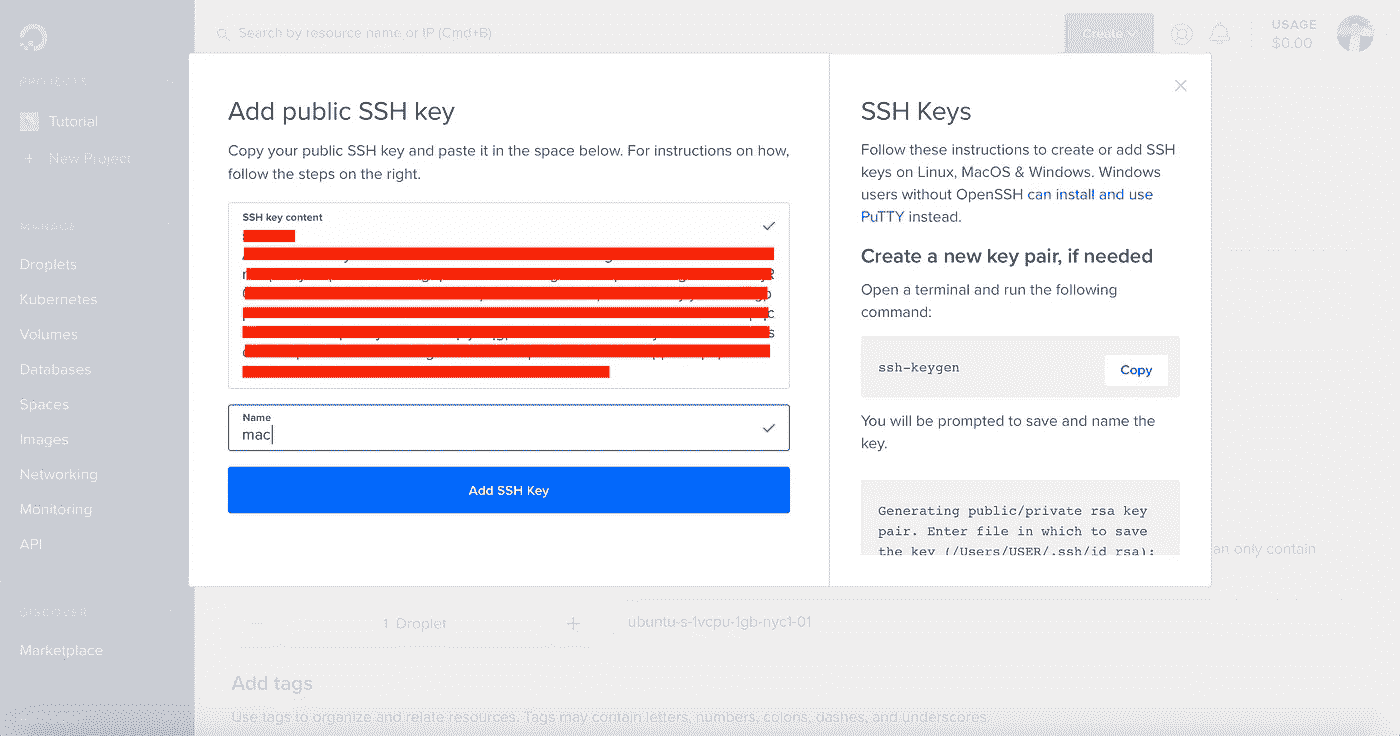 Search by resource name or IP (Cmd+B)
Create
USAGE
$0.00
PROJECTS
Tutorial
+ New Project
MANAGE
Droplets
Kubernetes
Volumes
Databases
Spaces
Images
Networking
Monitoring
API
DISCOVER
Marketplace
Add public SSH key
Copy your public SSH key and paste it in the space below. For instructions on how,
follow the steps on the right.
SSH key content
Name
mac
Add SSH Key
SSH Keys
Follow these instructions to create or add SSH
keys on Linux, MacOS & Windows. Windows
users without OpenSSH can install and use
PuTTY instead.
Create a new key pair, if needed
Open a terminal and run the following
command:
ssh-keygen
Copy
You will be prompted to save and name the
key.
Generating public/private rsa key
pair. Enter file in which to save
the key (/Users/USER/.ssh/id_rsa):
an only contain
1 Droplet
ubuntu-s-1vcpu-1gb-nyc1-01
Add tags
Use tags to organize and relate resources. Tags may contain letters, numbers, colons, dashes, and underscores